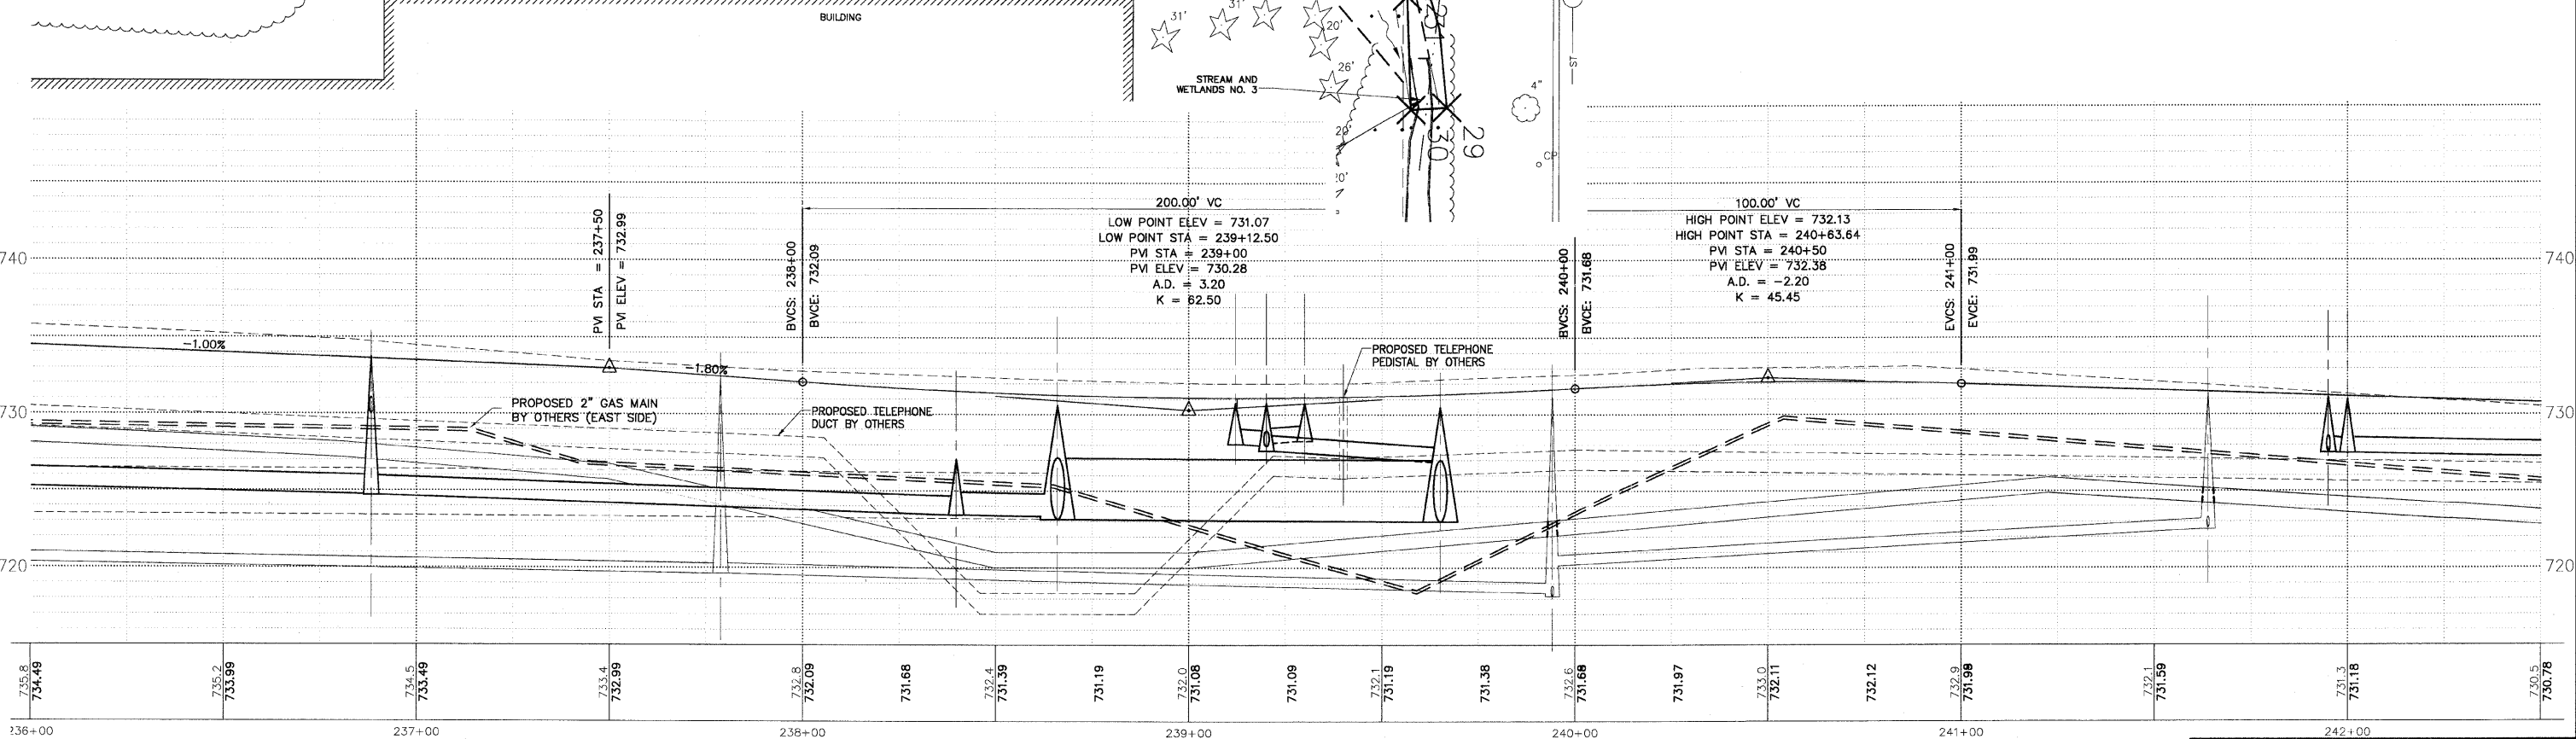 BUILDING
31'
31'
20'
26'
31
STREAM AND
WETLANDS NO. 3
ST
4"
20'
30
29
CP
20'
740
740
730
730
720
720
PVI STA = 237+50
PVI ELEV = 732.99
BVCS: 238+00
BVCE: 732.09
200.00' VC
LOW POINT ELEV = 731.07
LOW POINT STA = 239+12.50
PVI STA = 239+00
PVI ELEV = 730.28
A.D. = 3.20
K = 62.50
BVCS: 240+00
BVCE: 731.68
100.00' VC
HIGH POINT ELEV = 732.13
HIGH POINT STA = 240+63.64
PVI STA = 240+50
PVI ELEV = 732.38
A.D. = -2.20
K = 45.45
EVCS: 241+00
EVCE: 731.99
-1.00%
-1.80%
PROPOSED TELEPHONE
PEDISTAL BY OTHERS
PROPOSED 2" GAS MAIN
BY OTHERS (EAST SIDE)
PROPOSED TELEPHONE
DUCT BY OTHERS
735.8
734.49
735.2
733.99
734.5
733.49
733.4
732.99
732.8
732.09
731.68
732.4
731.39
731.19
732.0
731.08
731.09
732.1
731.19
731.38
732.6
731.68
731.97
733.0
732.11
732.12
732.9
731.98
732.1
731.59
731.3
731.18
730.5
730.78
236+00
237+00
238+00
239+00
240+00
241+00
242+00